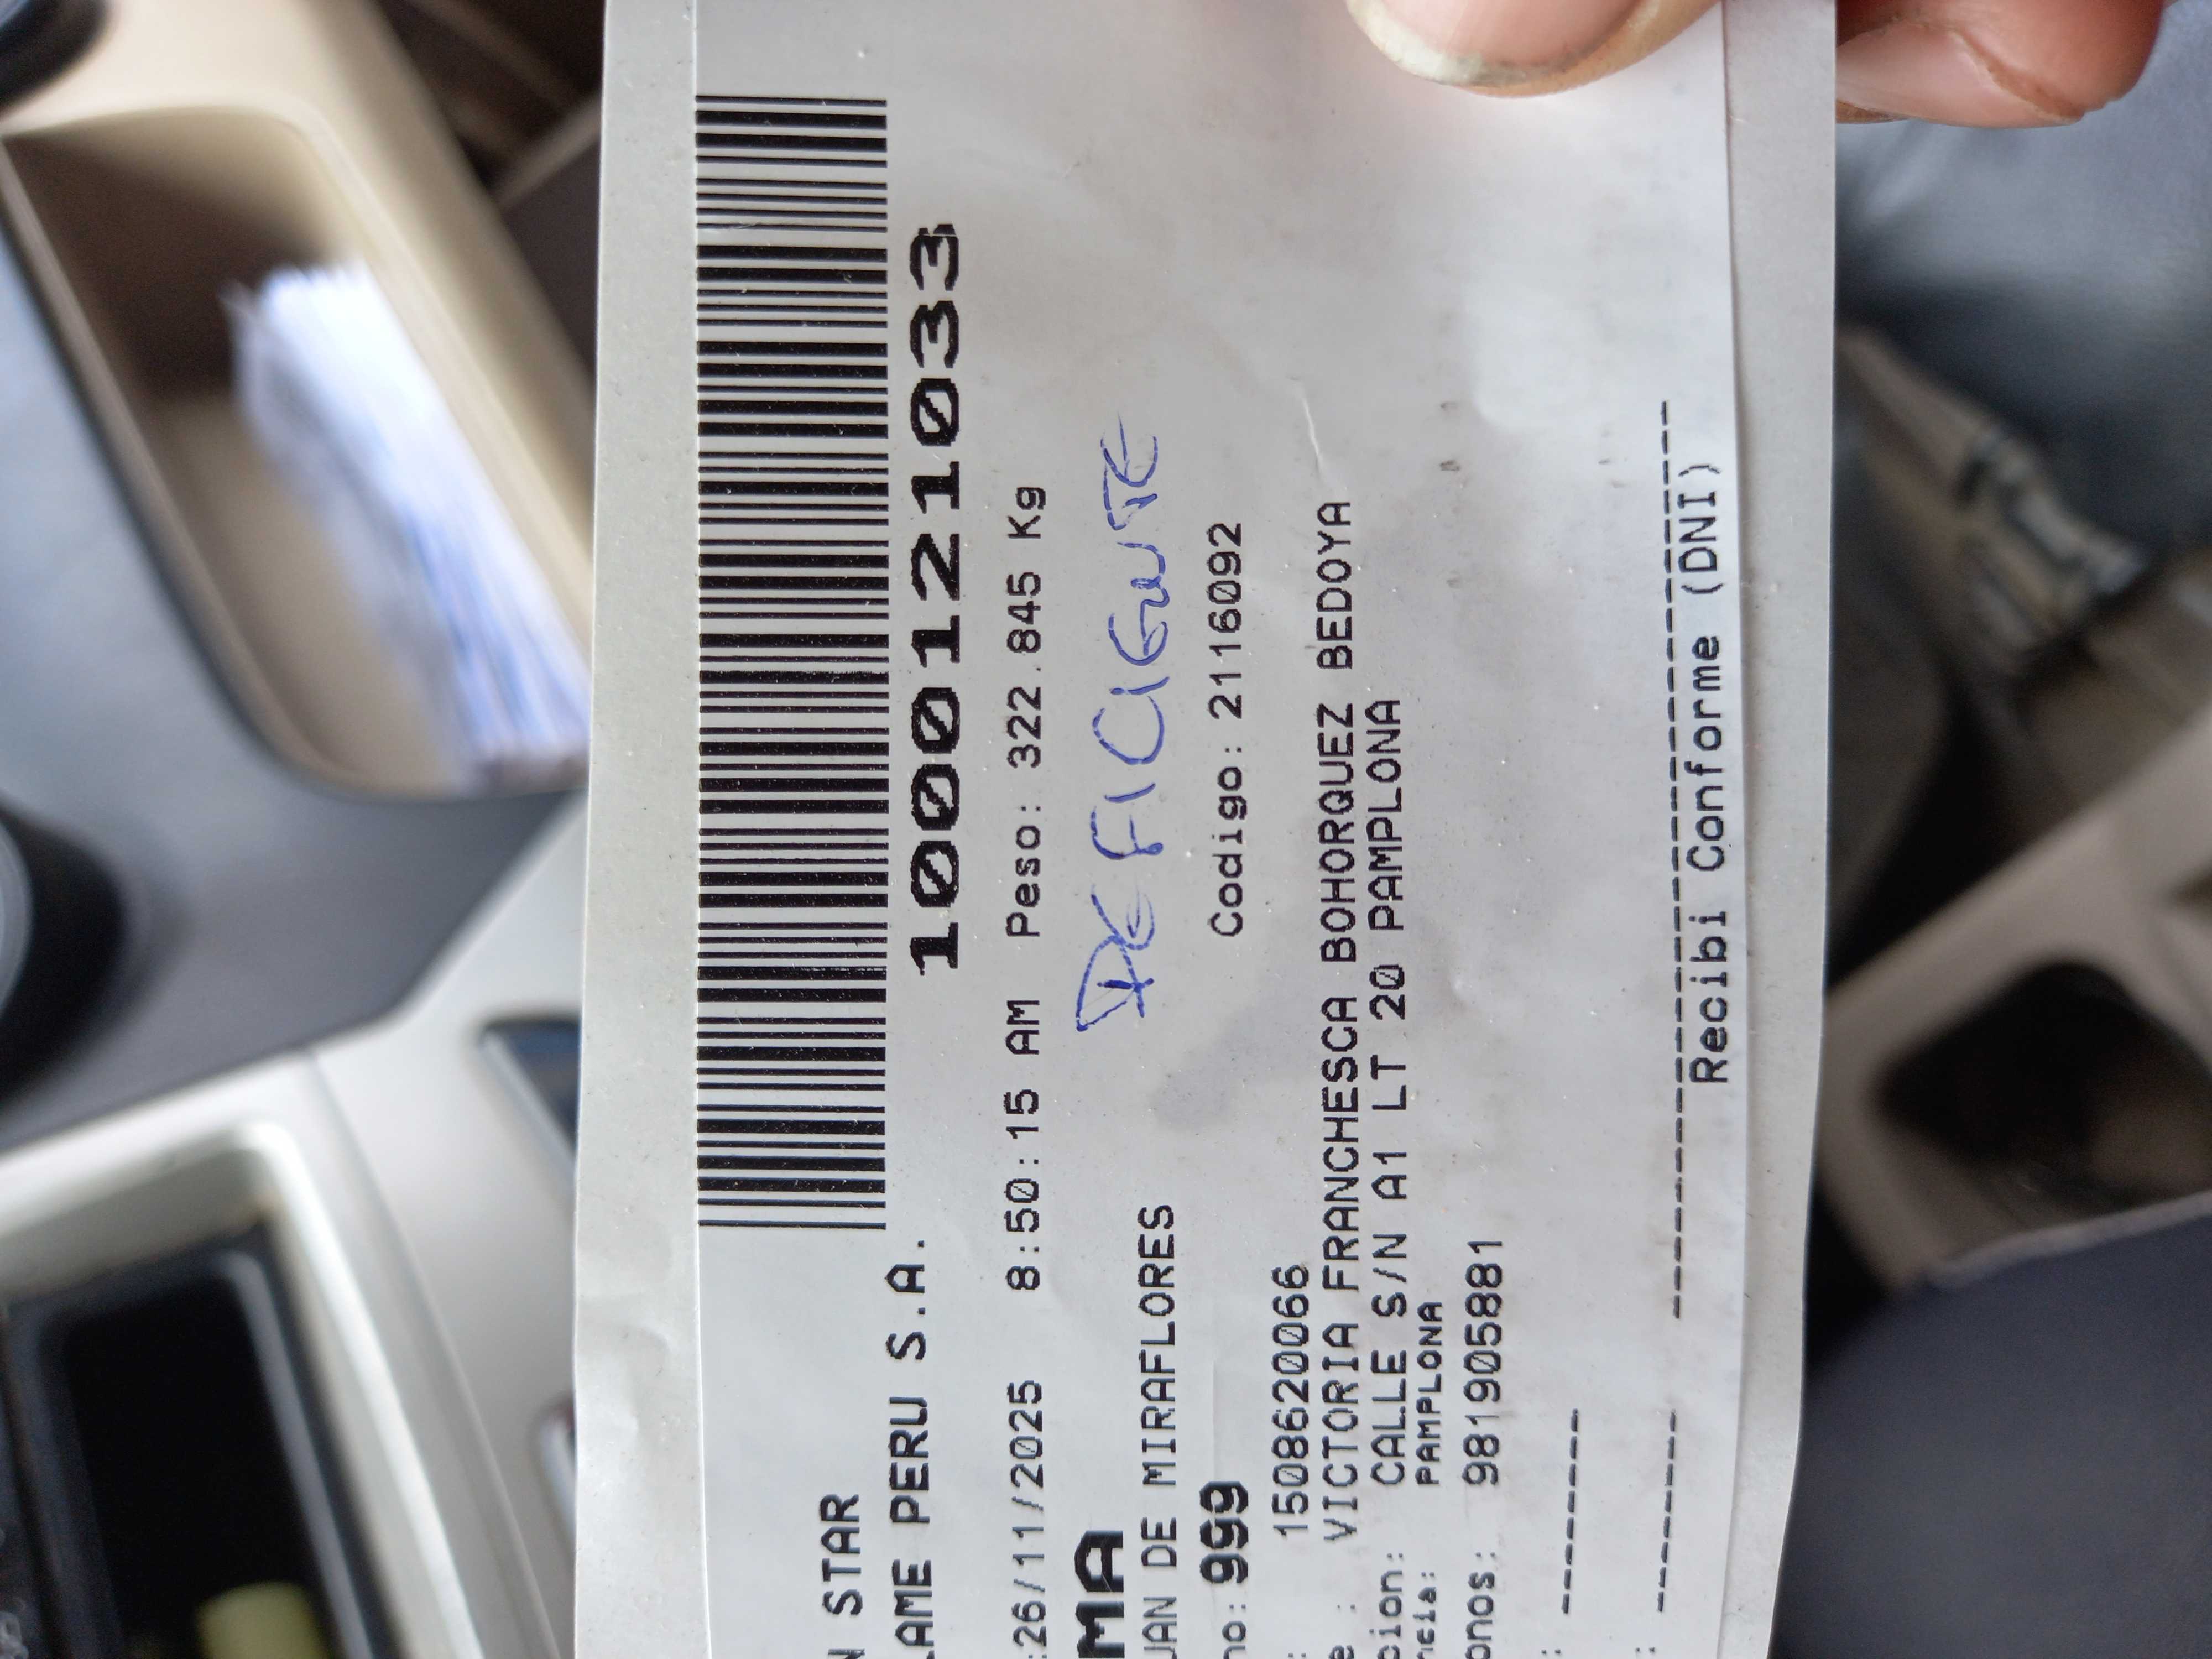 N STAR
LAME PERU S.A.
1000121033
:26/11/2025 8:50:15 AM Peso: 322.845 Kg
MA
DEFICIENTE
UAN DE MIRAFLORES
no: 999 Codigo: 2116092
: 1508620066
e : VICTORIA FRANCHESCA BOHORQUEZ BEDOYA
cion: CALLE S/N A1 LT 20 PAMPLONA
ncia: PAMPLONA
onos: 981905881
: --------
: -------- ------------------------------------
Recibi Conforme (DNI)